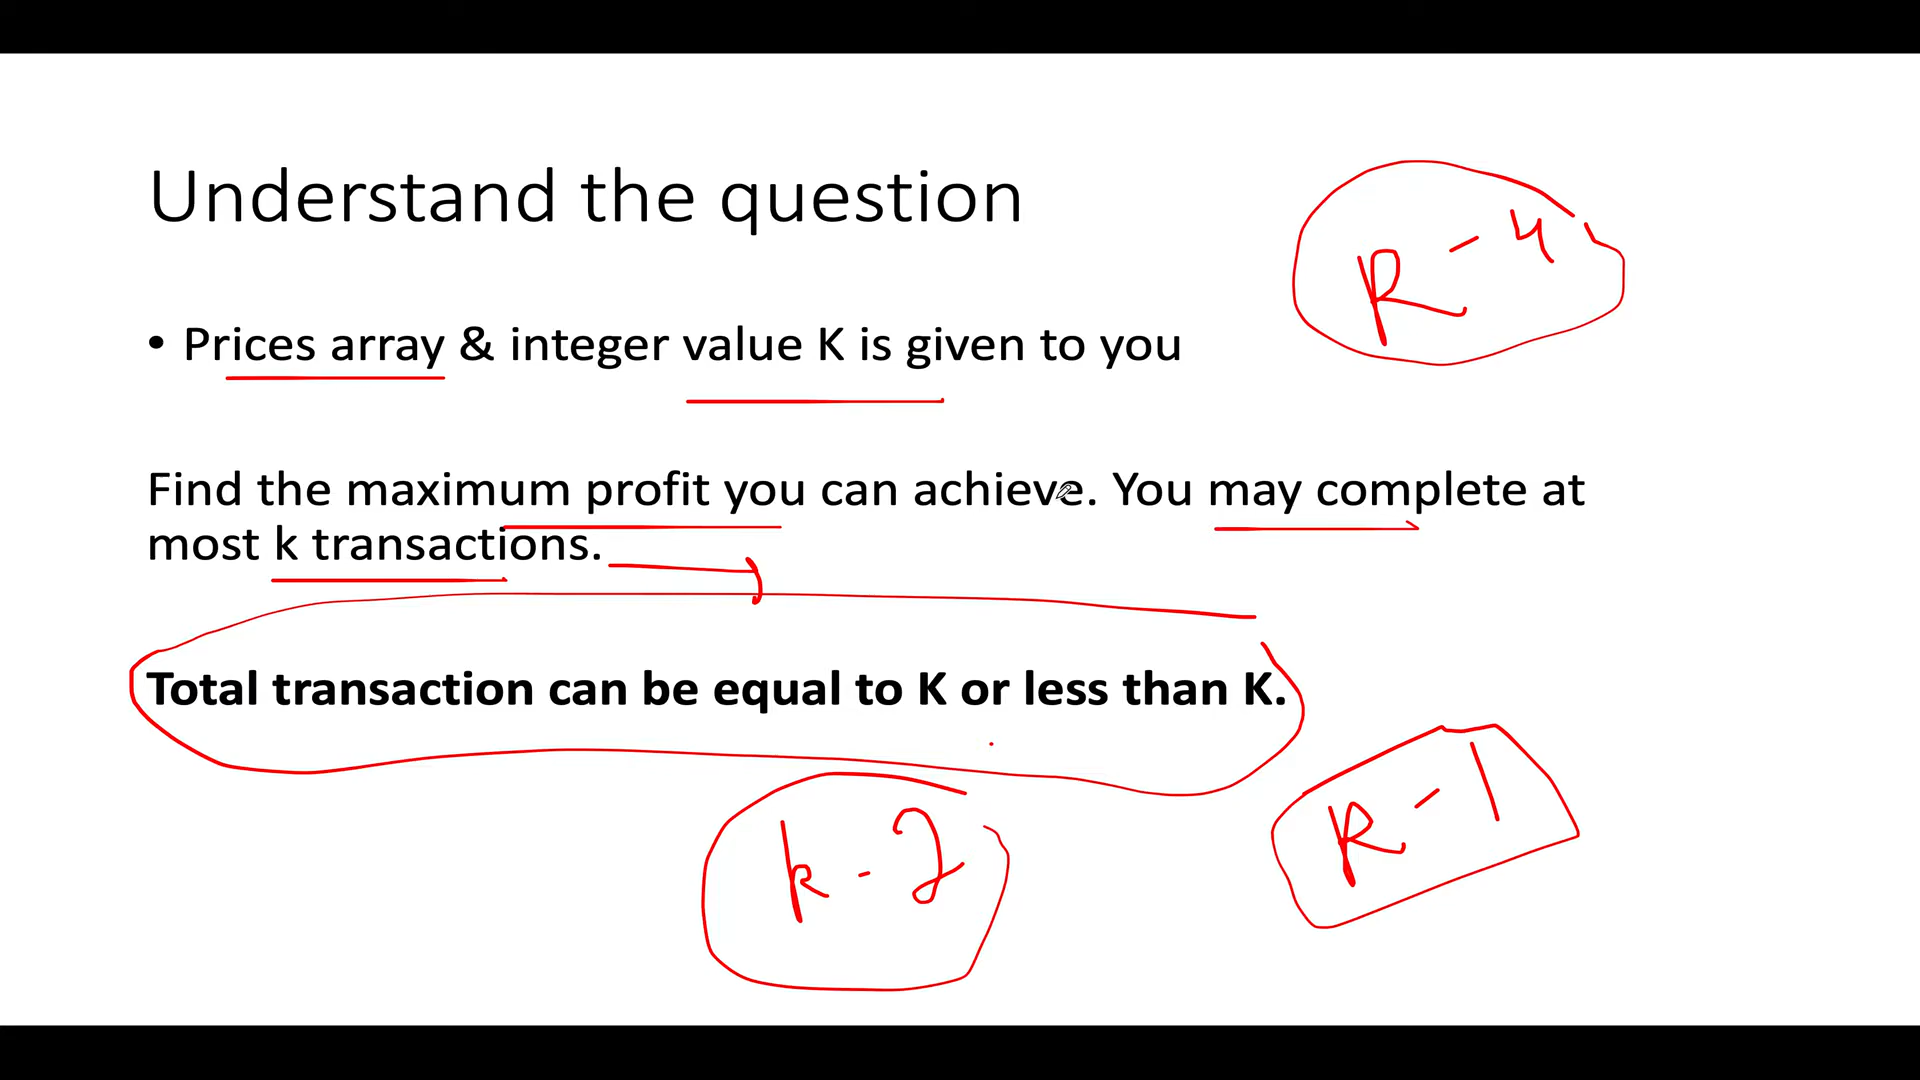 Understand the question
k - 4
• Prices array & integer value K is given to you
Find the maximum profit you can achieve. You may complete at
most k transactions.
Total transaction can be equal to K or less than K.
k - 2
k - 1